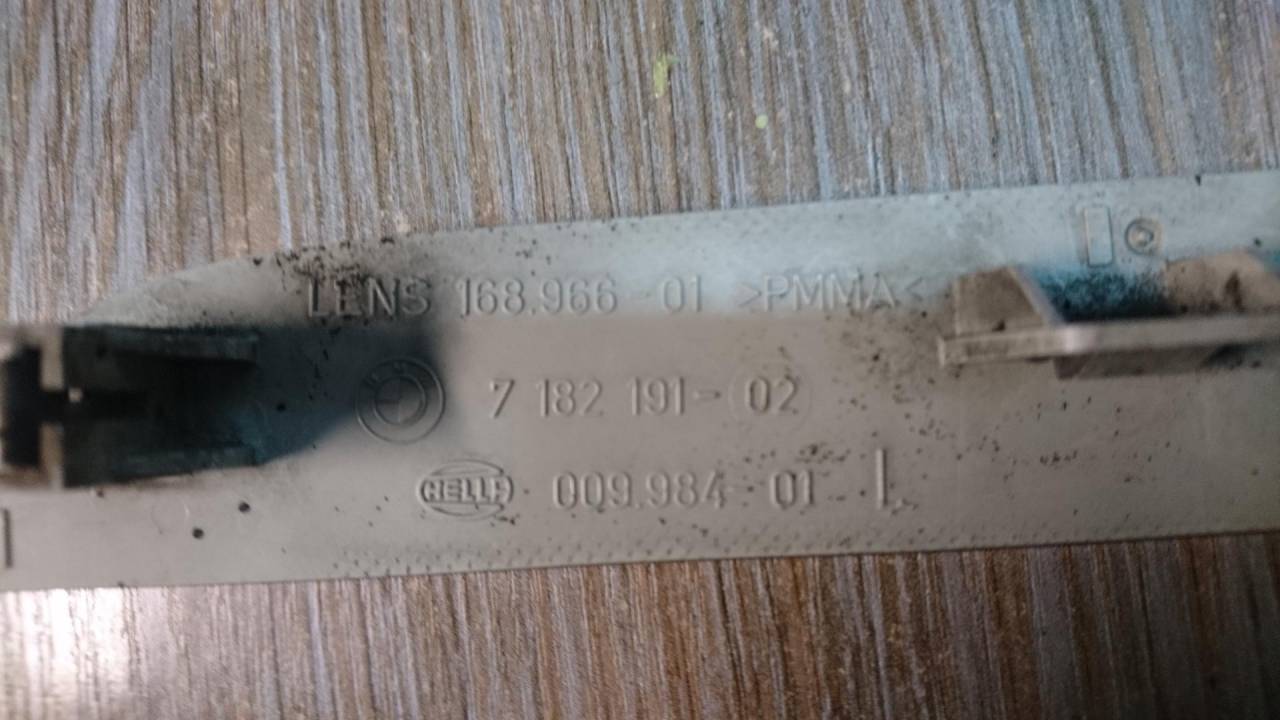 LENS 168.966-01 >PMMA<
7 182 191-02
HELLA 009.984-01 L